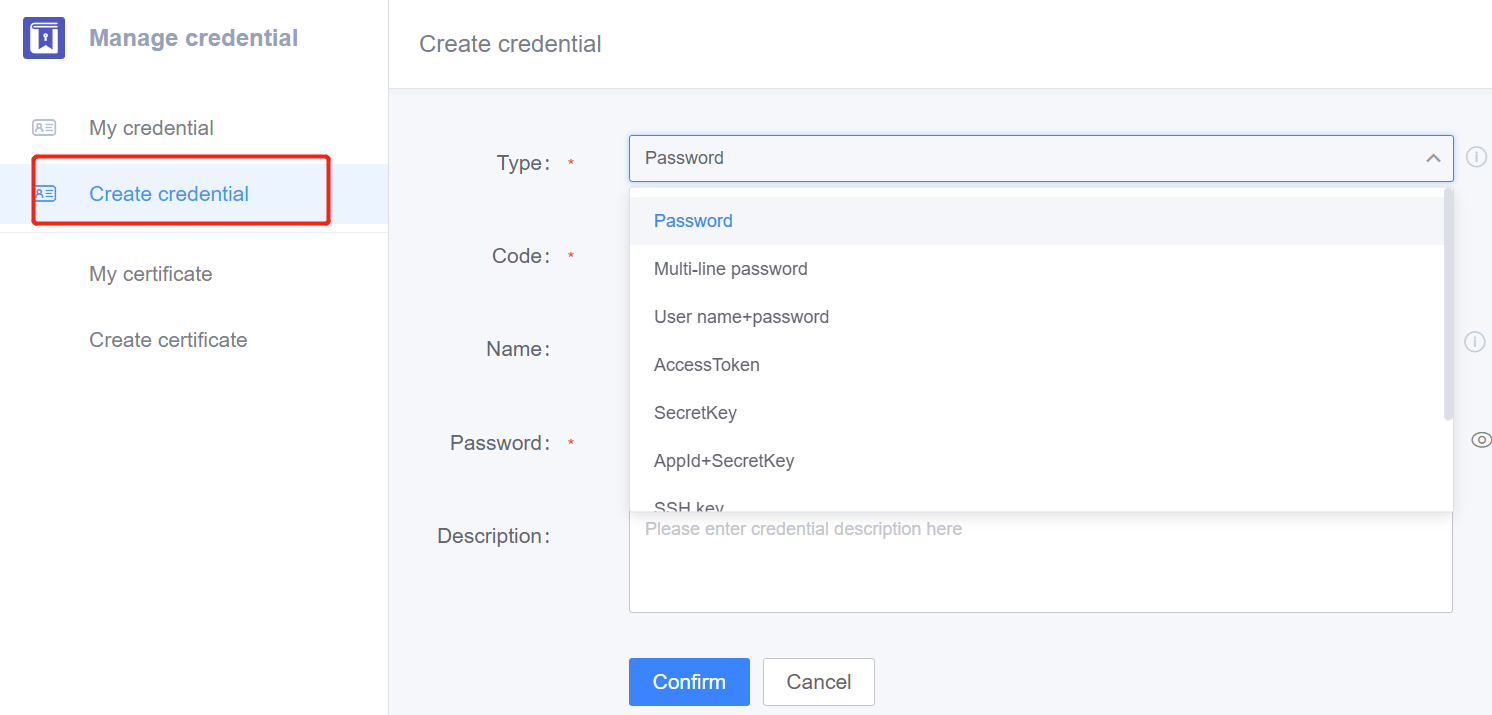 Manage credential
My credential
Create credential
My certificate
Create certificate
Create credential
Type: *
Password
Password
Multi-line password
User name+password
AccessToken
SecretKey
AppId+SecretKey
SSH key
Code: *
Name:
Password: *
Description:
Please enter credential description here
Confirm
Cancel